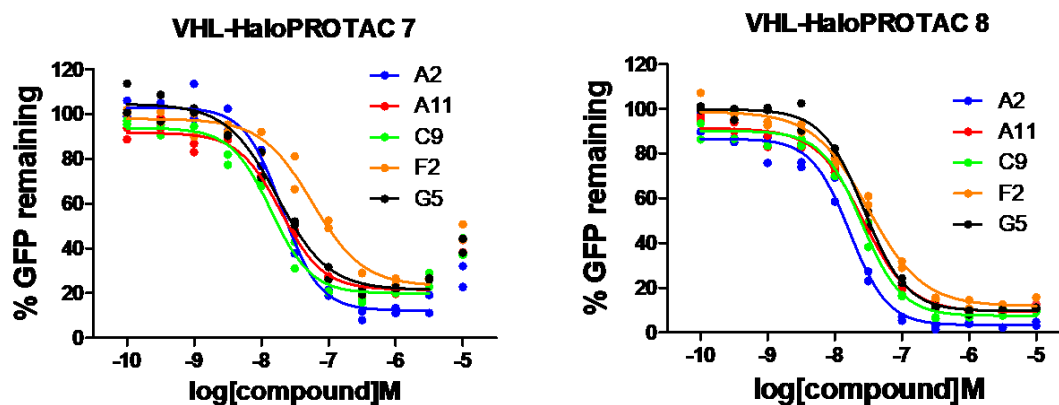 VHL-HaloPROTAC 7
120
100
80
60
40
20
0
% GFP remaining
-10
-9
-8
-7
-6
-5
log[compound]M
A2
A11
C9
F2
G5
VHL-HaloPROTAC 8
120
100
80
60
40
20
0
% GFP remaining
-10
-9
-8
-7
-6
-5
log[compound]M
A2
A11
C9
F2
G5